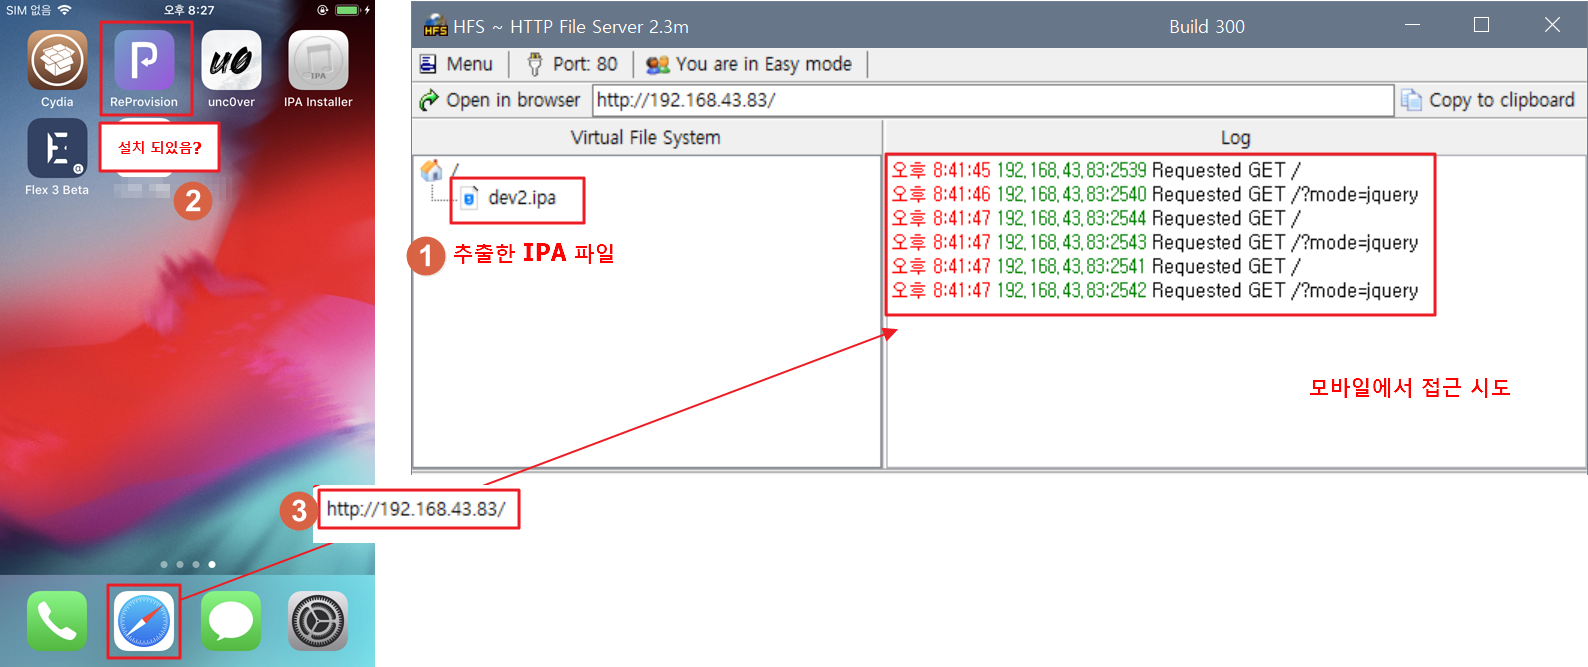 SIM 없음 오후 8:27
Cydia ReProvision unc0ver IPA Installer
설치 되있음?
Flex 3 Beta
2
HFS ~ HTTP File Server 2.3m Build 300
Menu Port: 80 You are in Easy mode
Open in browser http://192.168.43.83/ Copy to clipboard
Virtual File System Log
/
dev2.ipa
1 추출한 IPA 파일
오후 8:41:45 192.168.43.83:2539 Requested GET /
오후 8:41:46 192.168.43.83:2540 Requested GET /?mode=jquery
오후 8:41:47 192.168.43.83:2544 Requested GET /
오후 8:41:47 192.168.43.83:2543 Requested GET /?mode=jquery
오후 8:41:47 192.168.43.83:2541 Requested GET /
오후 8:41:47 192.168.43.83:2542 Requested GET /?mode=jquery
모바일에서 접근 시도
3 http://192.168.43.83/